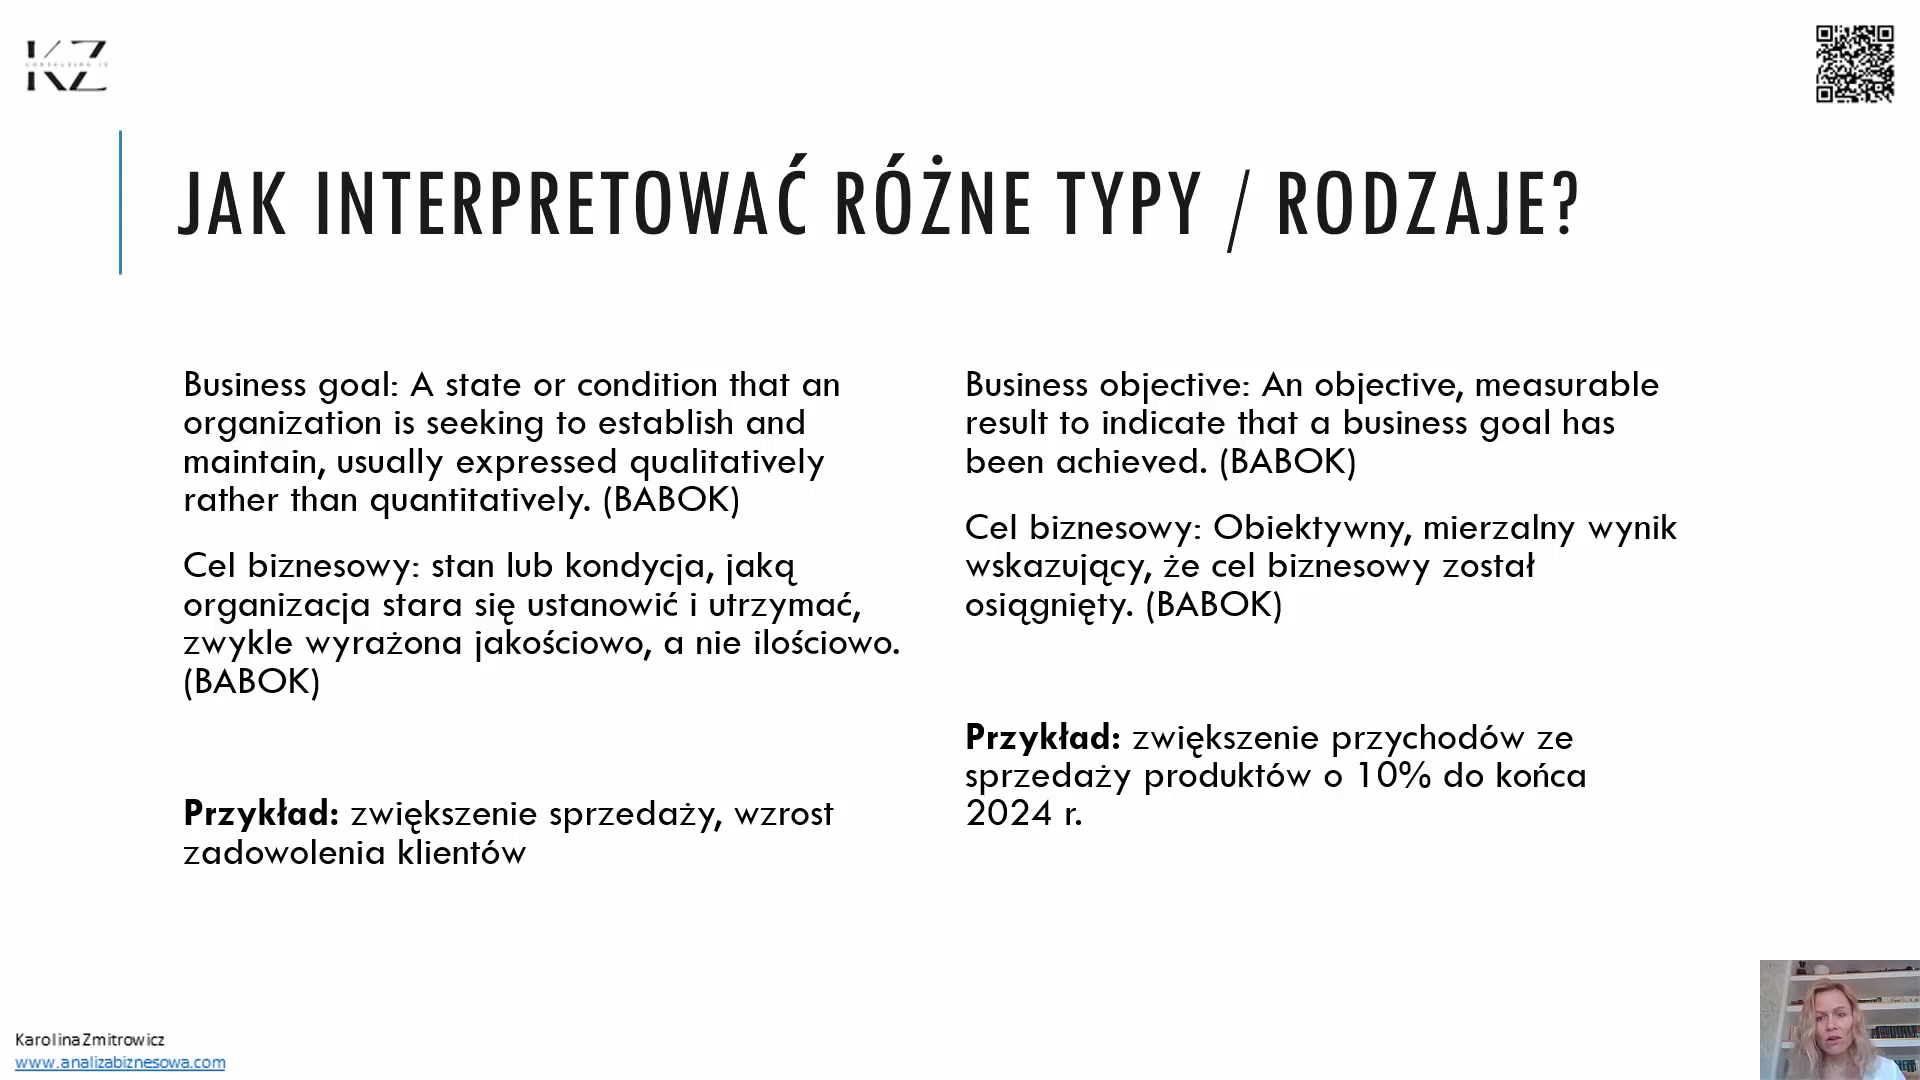 KZ
JAK INTERPRETOWAĆ RÓŻNE TYPY / RODZAJE?
Business goal: A state or condition that an
organization is seeking to establish and
maintain, usually expressed qualitatively
rather than quantitatively. (BABOK)
Cel biznesowy: stan lub kondycja, jaką
organizacja stara się ustanowić i utrzymać,
zwykle wyrażona jakościowo, a nie ilościowo.
(BABOK)
Przykład: zwiększenie sprzedaży, wzrost
zadowolenia klientów
Business objective: An objective, measurable
result to indicate that a business goal has
been achieved. (BABOK)
Cel biznesowy: Obiektywny, mierzalny wynik
wskazujący, że cel biznesowy został
osiągnięty. (BABOK)
Przykład: zwiększenie przychodów ze
sprzedaży produktów o 10% do końca
2024 r.
Karolina Zmitrowicz
www.analizabiznesowa.com